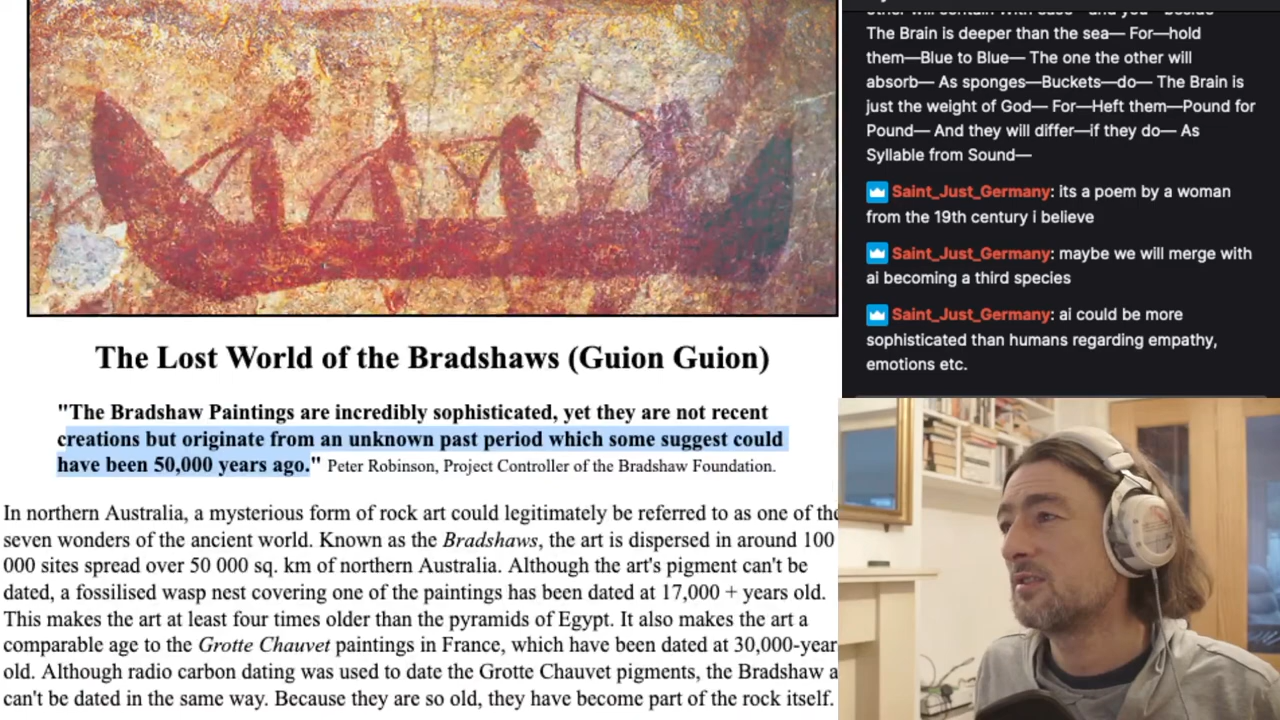 The Lost World of the Bradshaws (Guion Guion)
"The Bradshaw Paintings are incredibly sophisticated, yet they are not recent
creations but originate from an unknown past period which some suggest could
have been 50,000 years ago." Peter Robinson, Project Controller of the Bradshaw Foundation.
In northern Australia, a mysterious form of rock art could legitimately be referred to as one of the
seven wonders of the ancient world. Known as the Bradshaws, the art is dispersed in around 100
000 sites spread over 50 000 sq. km of northern Australia. Although the art's pigment can't be
dated, a fossilised wasp nest covering one of the paintings has been dated at 17,000 + years old.
This makes the art at least four times older than the pyramids of Egypt. It also makes the art a
comparable age to the Grotte Chauvet paintings in France, which have been dated at 30,000-year
old. Although radio carbon dating was used to date the Grotte Chauvet pigments, the Bradshaw a
can't be dated in the same way. Because they are so old, they have become part of the rock itself.
The Brain is deeper than the sea— For—hold
them—Blue to Blue— The one the other will
absorb— As sponges—Buckets—do— The Brain is
just the weight of God— For—Heft them—Pound for
Pound— And they will differ—if they do— As
Syllable from Sound—
Saint_Just_Germany: its a poem by a woman
from the 19th century i believe
Saint_Just_Germany: maybe we will merge with
ai becoming a third species
Saint_Just_Germany: ai could be more
sophisticated than humans regarding empathy,
emotions etc.